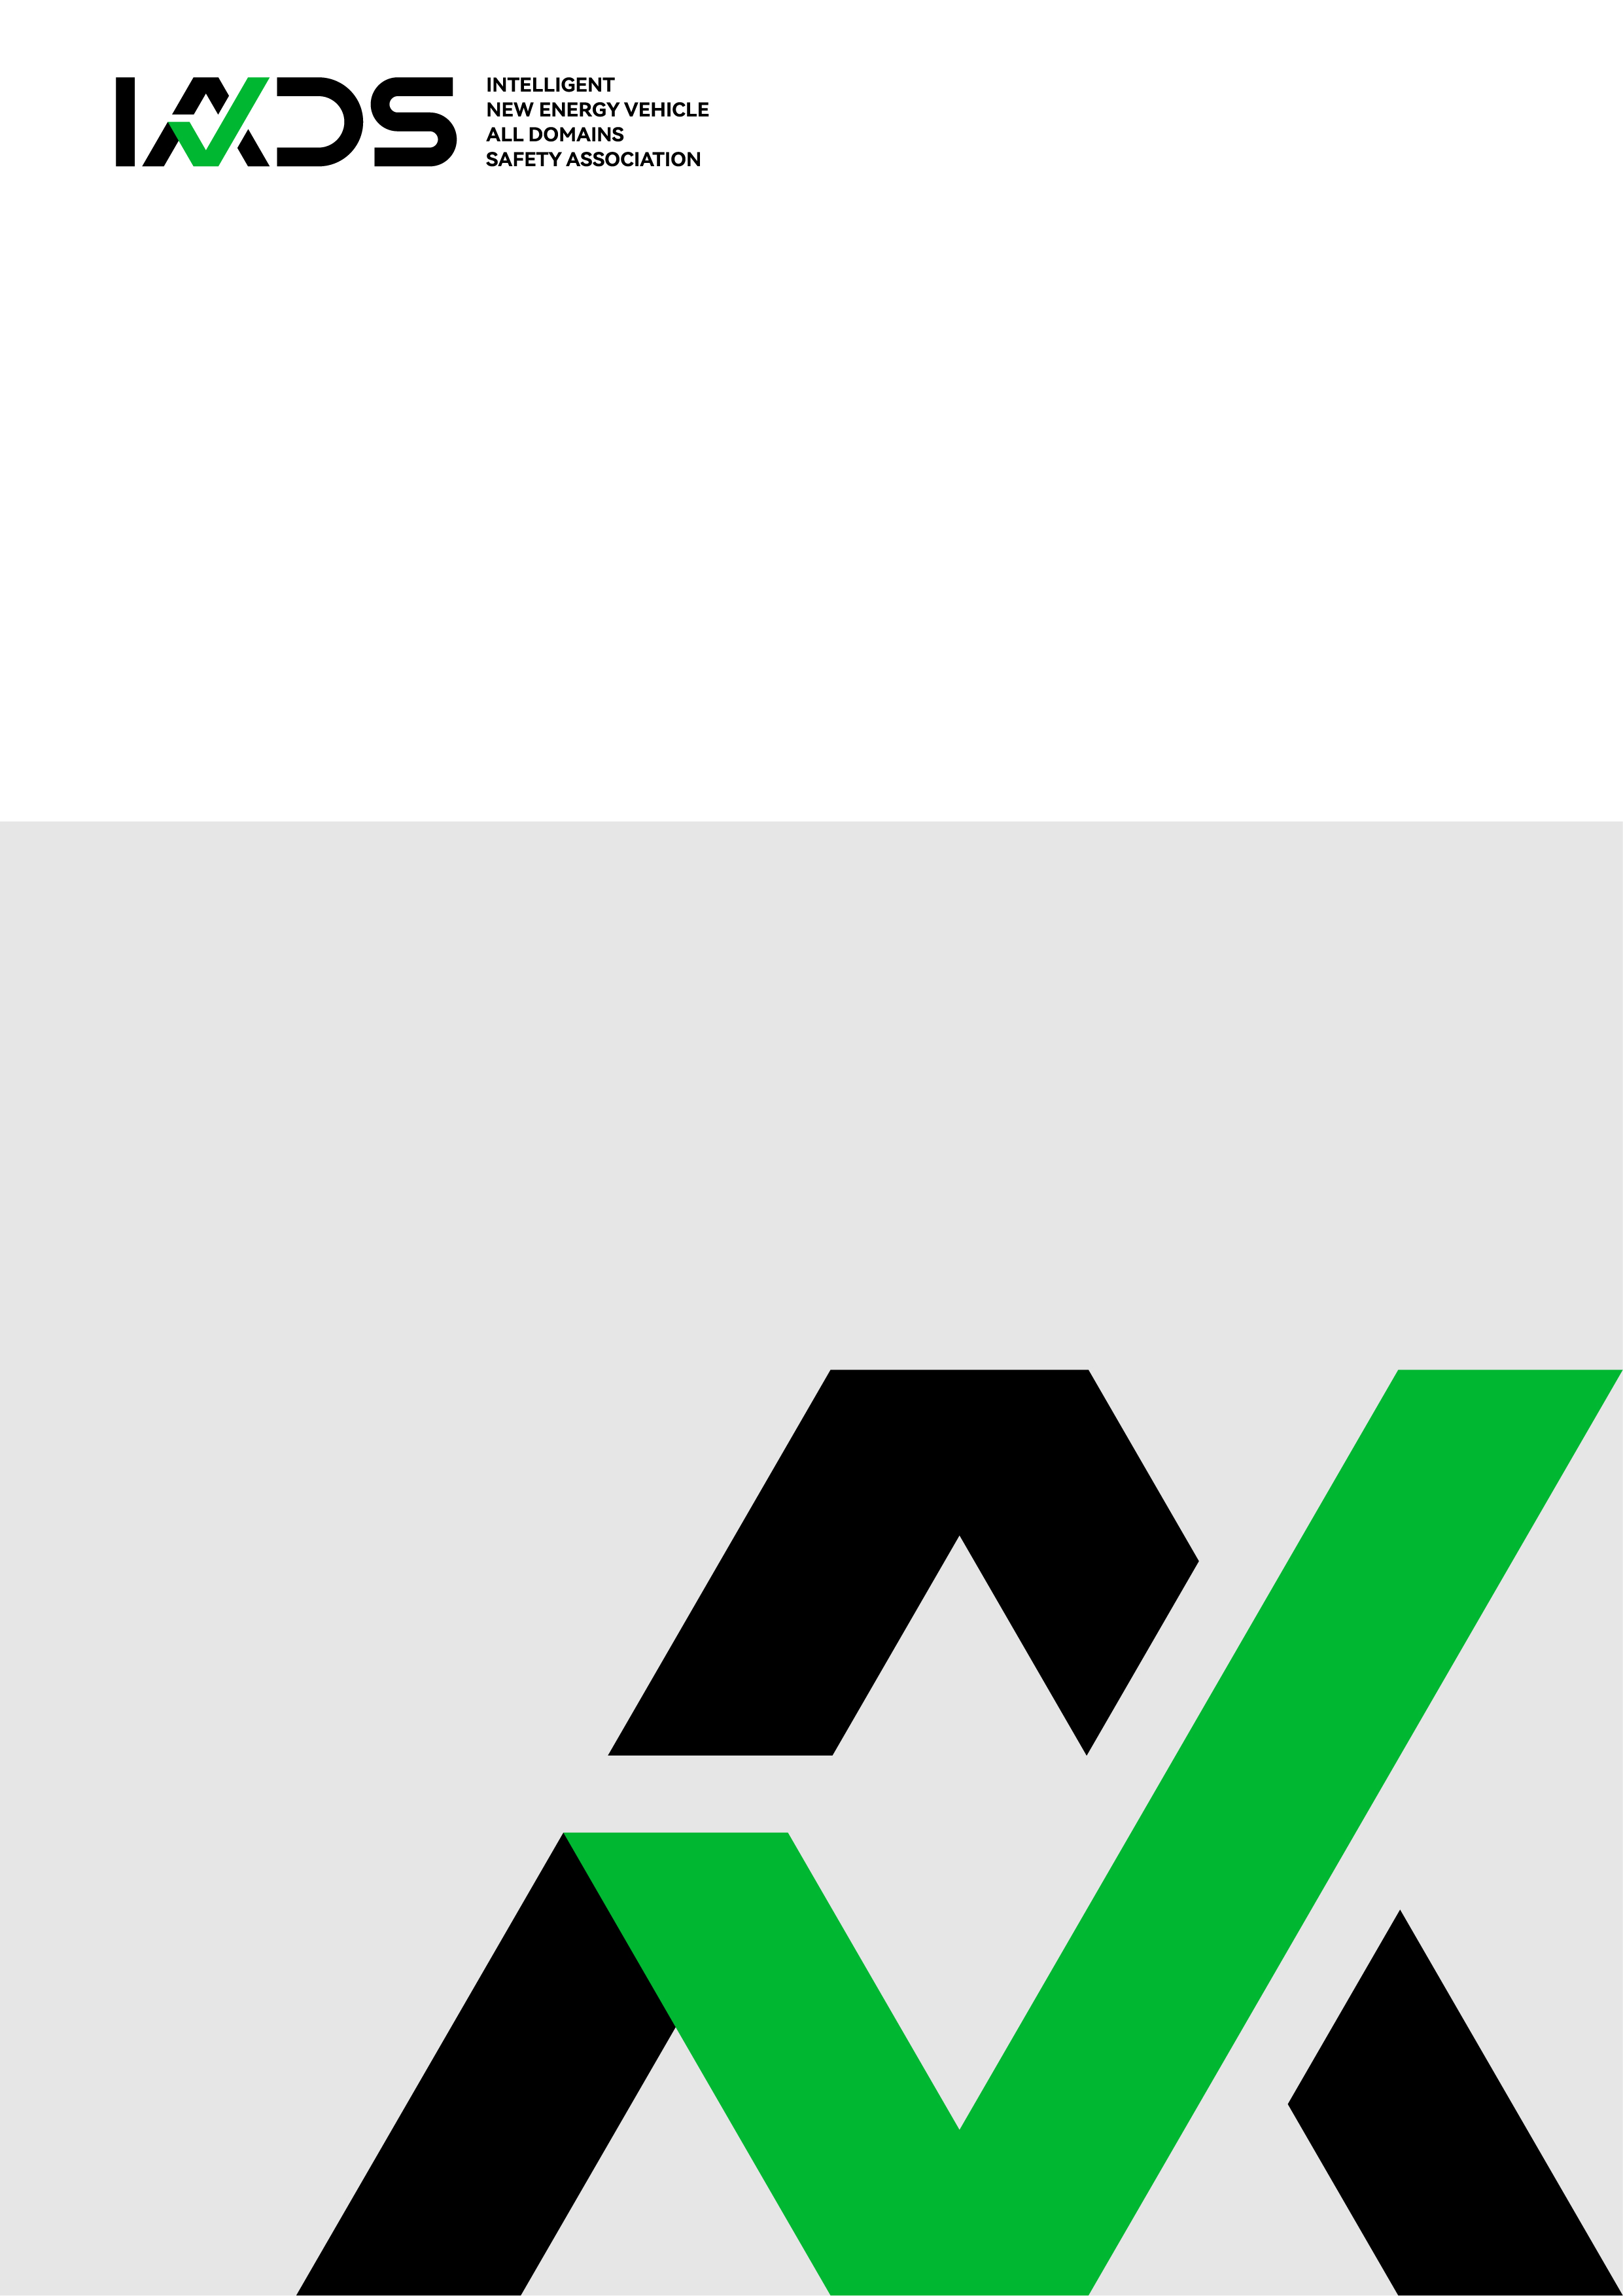 IADS
INTELLIGENT
NEW ENERGY VEHICLE
ALL DOMAINS
SAFETY ASSOCIATION